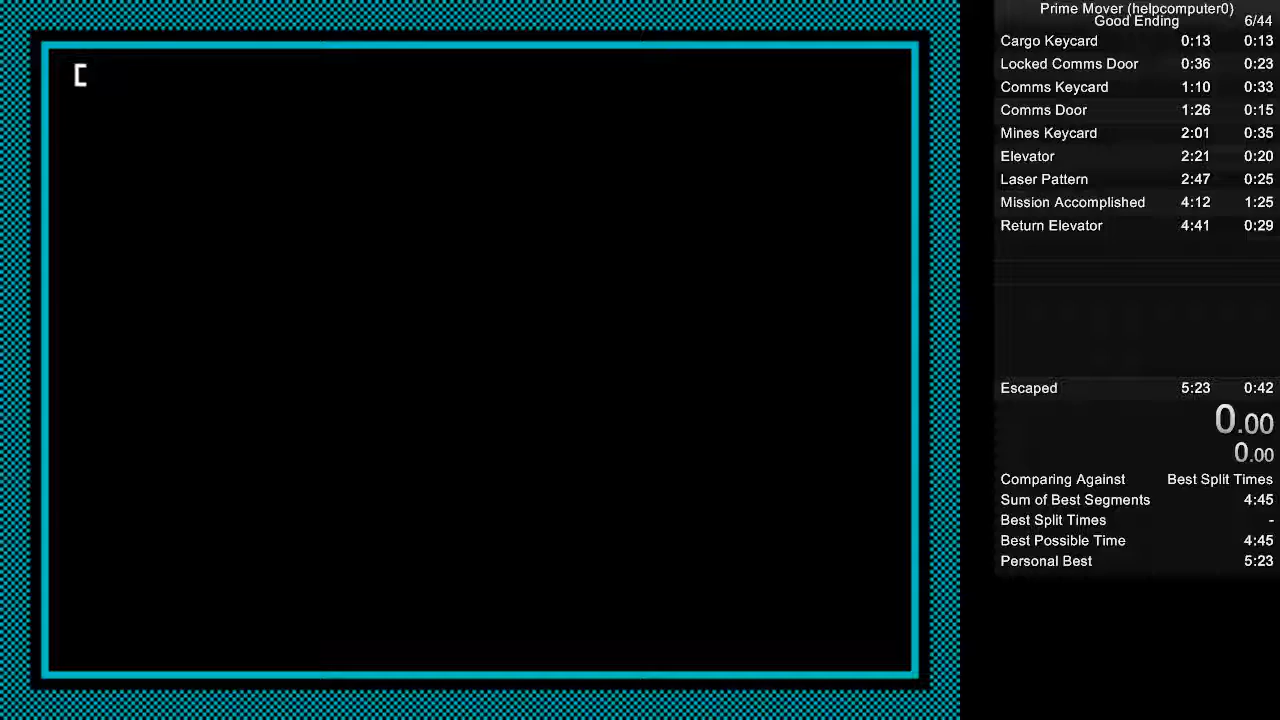 [
Prime Mover (helpcomputer0)
Good Ending 6/44
Cargo Keycard 0:13 0:13
Locked Comms Door 0:36 0:23
Comms Keycard 1:10 0:33
Comms Door 1:26 0:15
Mines Keycard 2:01 0:35
Elevator 2:21 0:20
Laser Pattern 2:47 0:25
Mission Accomplished 4:12 1:25
Return Elevator 4:41 0:29
Escaped 5:23 0:42
0.00
0.00
Comparing Against Best Split Times
Sum of Best Segments 4:45
Best Split Times -
Best Possible Time 4:45
Personal Best 5:23